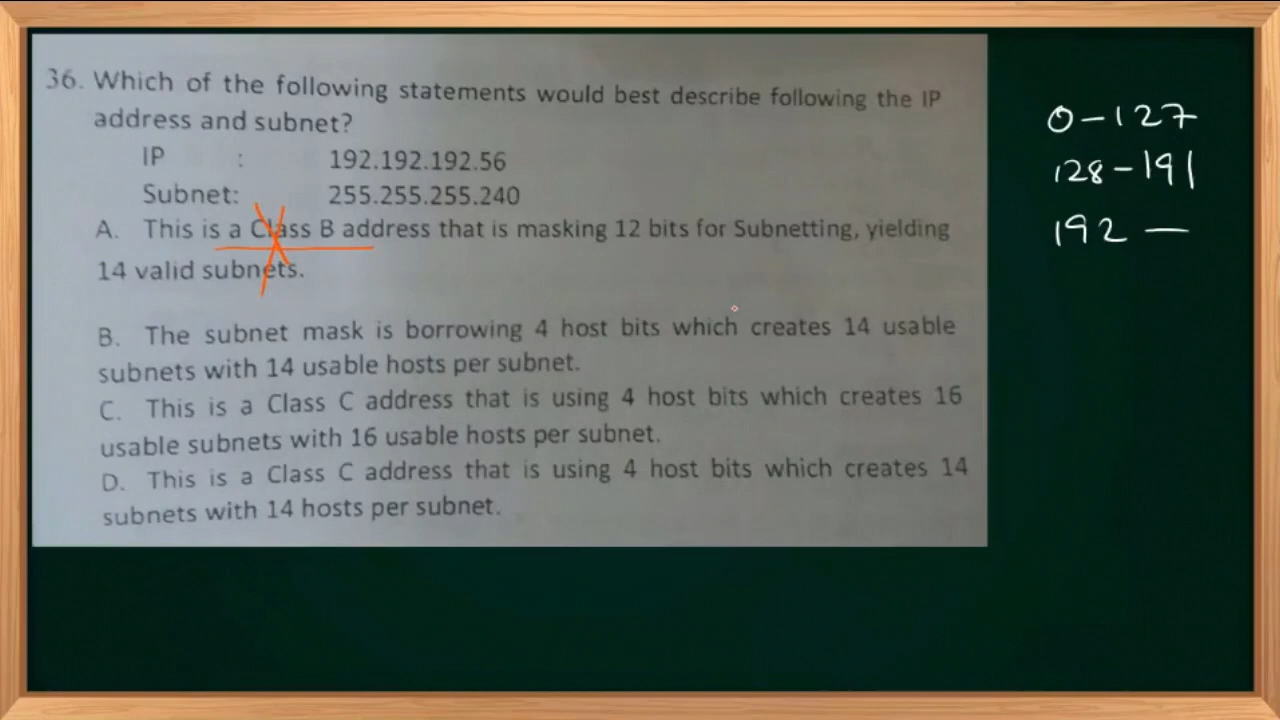 36. Which of the following statements would best describe following the IP
address and subnet?
IP : 192.192.192.56
Subnet: 255.255.255.240
A. This is a Class B address that is masking 12 bits for Subnetting, yielding
14 valid subnets.
B. The subnet mask is borrowing 4 host bits which creates 14 usable
subnets with 14 usable hosts per subnet.
C. This is a Class C address that is using 4 host bits which creates 16
usable subnets with 16 usable hosts per subnet.
D. This is a Class C address that is using 4 host bits which creates 14
subnets with 14 hosts per subnet.
0-127
128-191
192 —